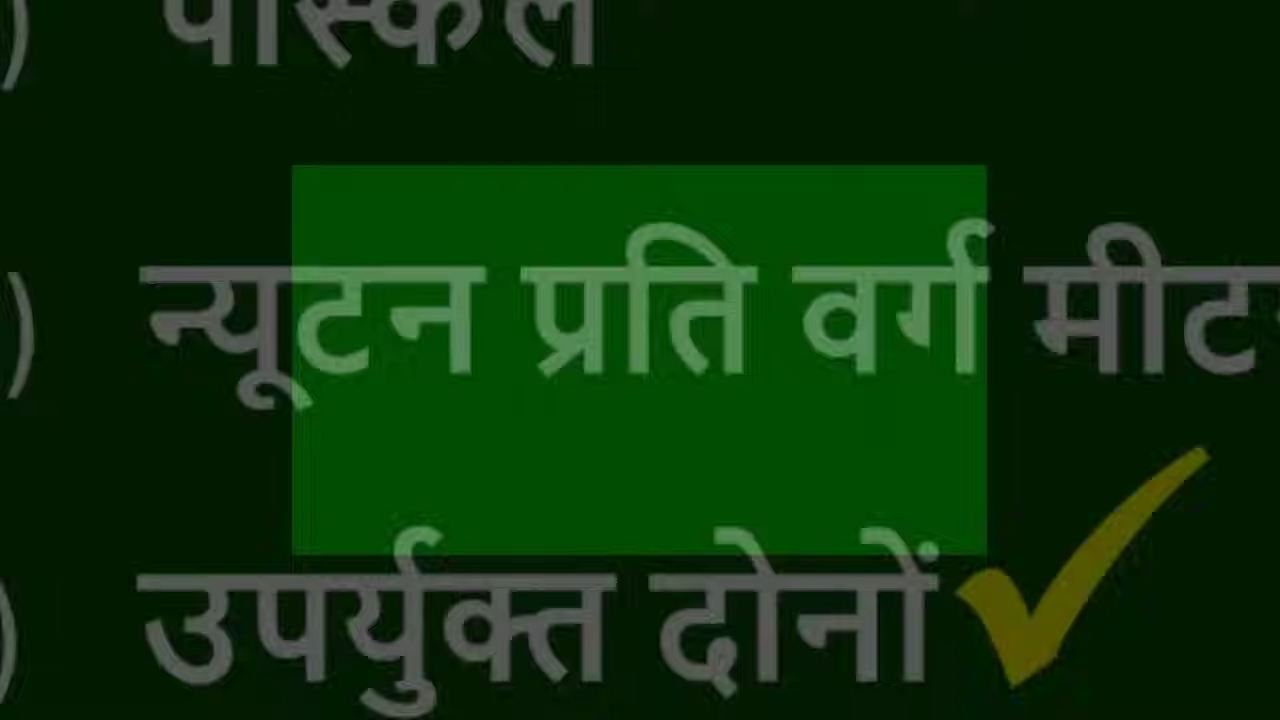 ) पास्कल
) न्यूटन प्रति वर्ग
) उपर्युक्त दोनों